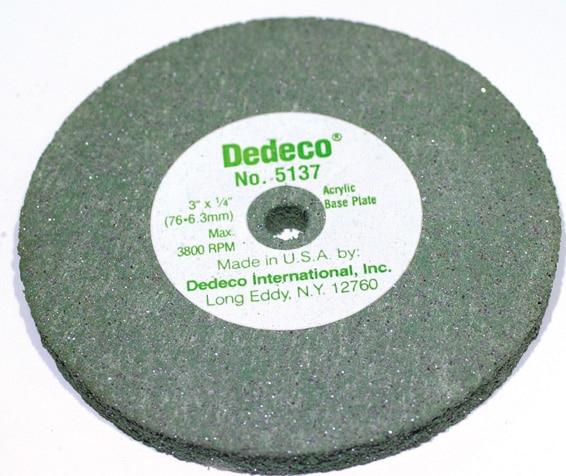 Dedeco®
No. 5137
3" x ¼"
(76•6.3mm)
Max.
3800 RPM
Acrylic
Base Plate
Made in U.S.A. by:
Dedeco International, Inc.
Long Eddy, N.Y. 12760